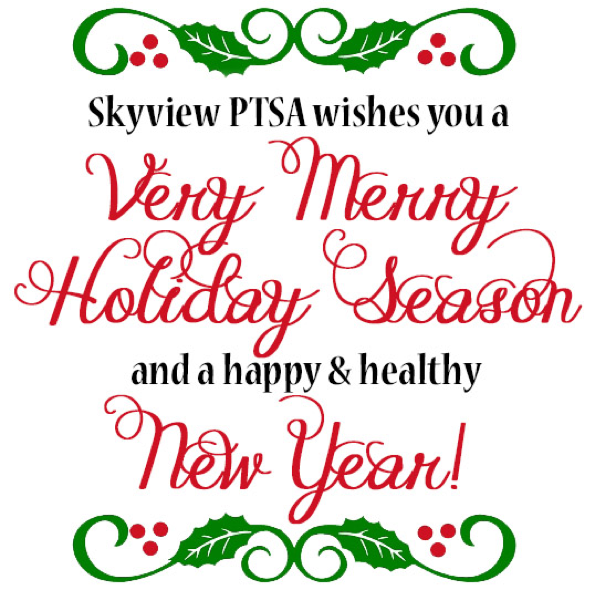 Skyview PTSA wishes you a
Very Merry
Holiday Season
and a happy & healthy
New Year!